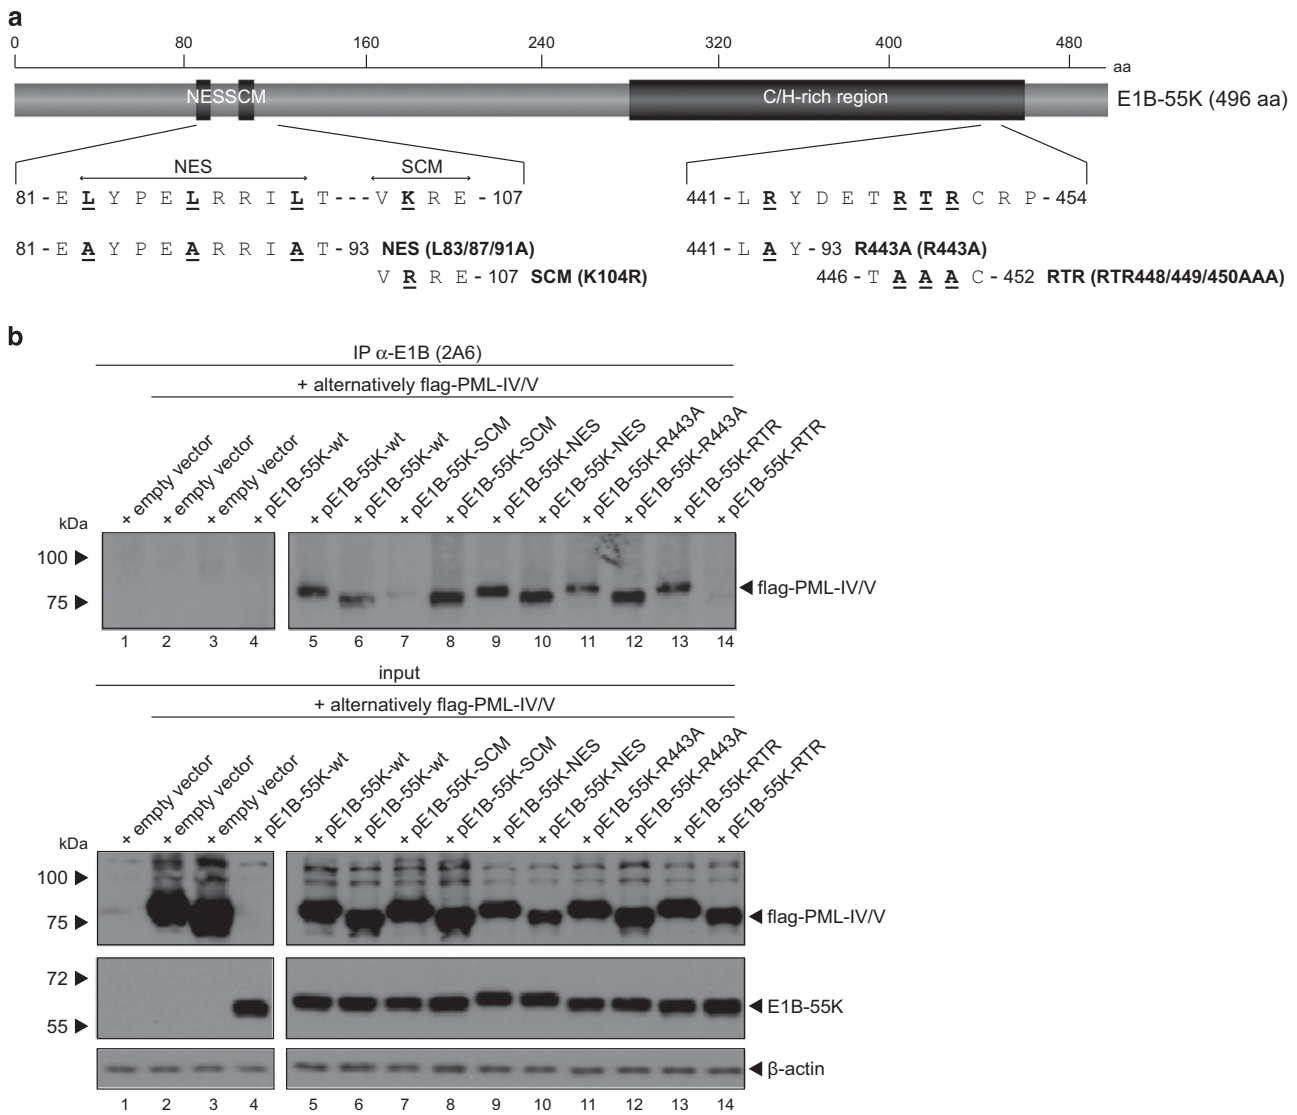 a
0 80 160 240 320 400 480
aa
NESSCM C/H-rich region E1B-55K (496 aa)
NES SCM
81 - E L Y P E L R R I L T - - - V K R E - 107 441 - L R Y D E T R T R C R P - 454
81 - E A Y P E A R R I A T - 93 NES (L83/87/91A) 441 - L A Y - 93 R443A (R443A)
V R R E - 107 SCM (K104R) 446 - T A A A C - 452 RTR (RTR448/449/450AAA)
b
IP α-E1B (2A6)
+ alternatively flag-PML-IV/V
+ empty vector
+ empty vector
+ empty vector
+ pE1B-55K-wt
+ pE1B-55K-wt
+ pE1B-55K-wt
+ pE1B-55K-SCM
+ pE1B-55K-SCM
+ pE1B-55K-NES
+ pE1B-55K-NES
+ pE1B-55K-R443A
+ pE1B-55K-R443A
+ pE1B-55K-RTR
+ pE1B-55K-RTR
kDa
100 ►
75 ►
◄ flag-PML-IV/V
1 2 3 4 5 6 7 8 9 10 11 12 13 14
input
+ alternatively flag-PML-IV/V
+ empty vector
+ empty vector
+ empty vector
+ pE1B-55K-wt
+ pE1B-55K-wt
+ pE1B-55K-wt
+ pE1B-55K-SCM
+ pE1B-55K-SCM
+ pE1B-55K-NES
+ pE1B-55K-NES
+ pE1B-55K-R443A
+ pE1B-55K-R443A
+ pE1B-55K-RTR
+ pE1B-55K-RTR
kDa
100 ►
75 ►
◄ flag-PML-IV/V
72 ►
◄ E1B-55K
55 ►
◄ β-actin
1 2 3 4 5 6 7 8 9 10 11 12 13 14